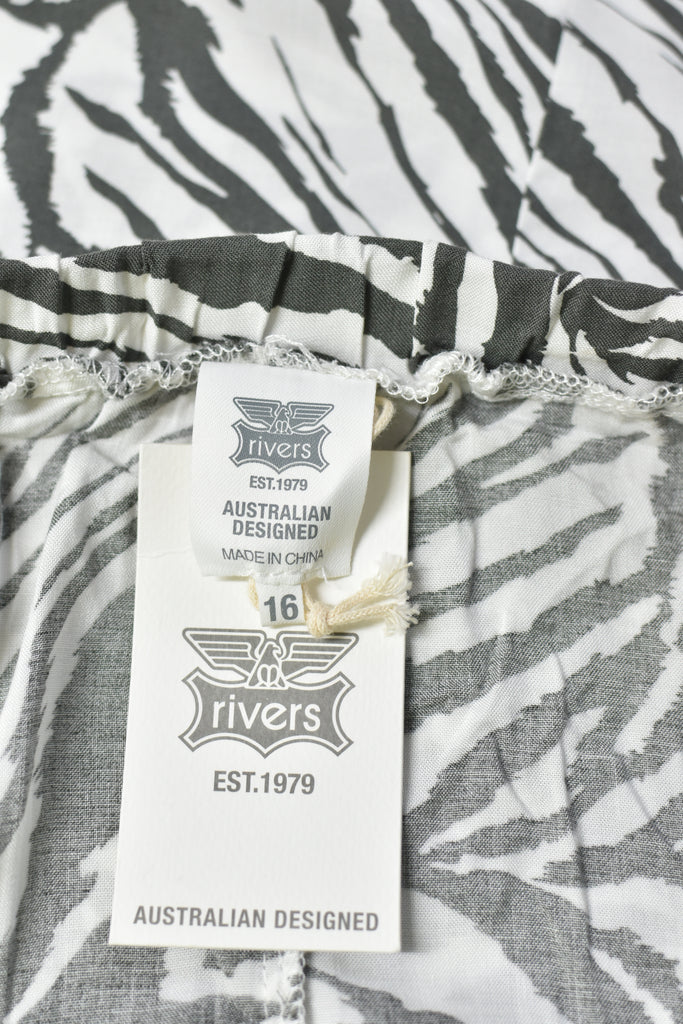 rivers
EST.1979
AUSTRALIAN
DESIGNED
MADE IN CHINA
16
rivers
EST.1979
AUSTRALIAN DESIGNED